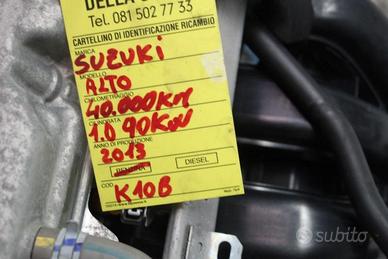 Tel. 081 502 77 33
CARTELLINO DI IDENTIFICAZIONE RICAMBIO
MARCA
SUZUKI
MODELLO
ALTO
CHILOMETRAGGIO
40.000KM
CILINDRATA
1.0 90KW
ANNO DI PRODUZIONE
2013
BENZINA DIESEL
COD.
K10B
subito